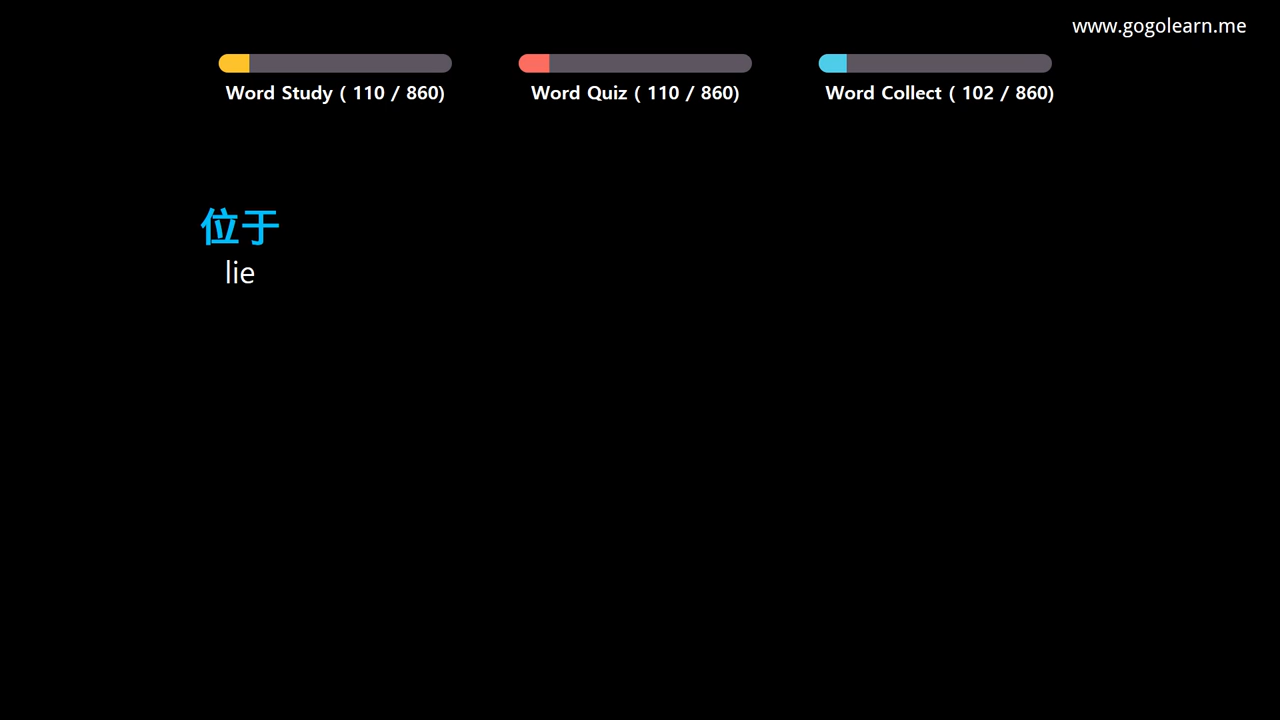 www.gogolearn.me
Word Study ( 110 / 860)
Word Quiz ( 110 / 860)
Word Collect ( 102 / 860)
位于
lie